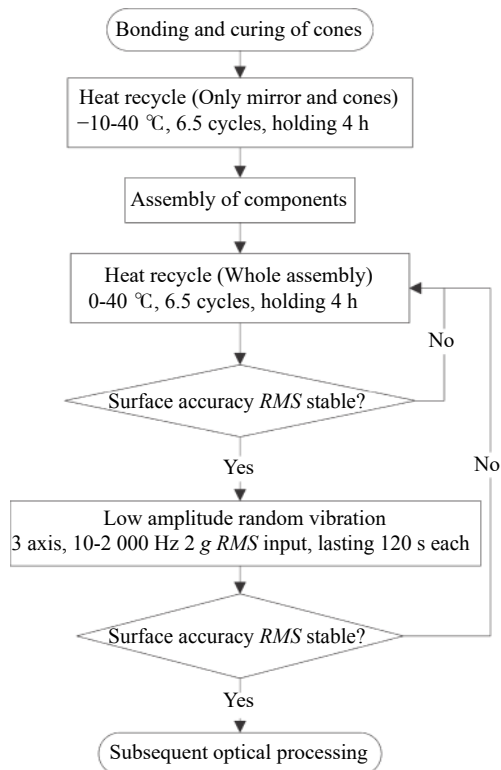 Bonding and curing of cones
Heat recycle (Only mirror and cones)
−10-40 ℃, 6.5 cycles, holding 4 h
Assembly of components
Heat recycle (Whole assembly)
0-40 ℃, 6.5 cycles, holding 4 h
No
Surface accuracy RMS stable?
Yes
No
Low amplitude random vibration
3 axis, 10-2 000 Hz 2 g RMS input, lasting 120 s each
Surface accuracy RMS stable?
Yes
Subsequent optical processing